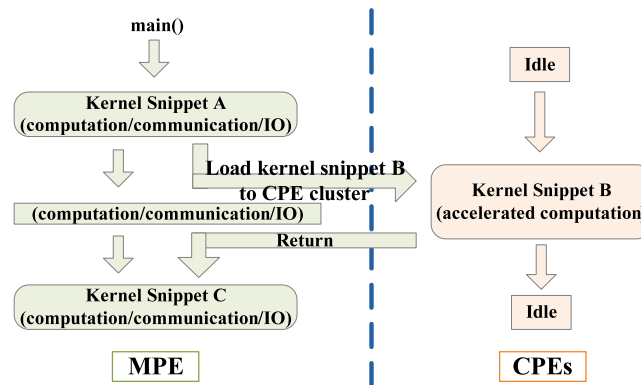 main()
Kernel Snippet A
(computation/communication/IO)
Load kernel snippet B
to CPE cluster
(computation/communication/IO)
Return
Kernel Snippet C
(computation/communication/IO)
MPE
Idle
Kernel Snippet B
(accelerated computation)
Idle
CPEs